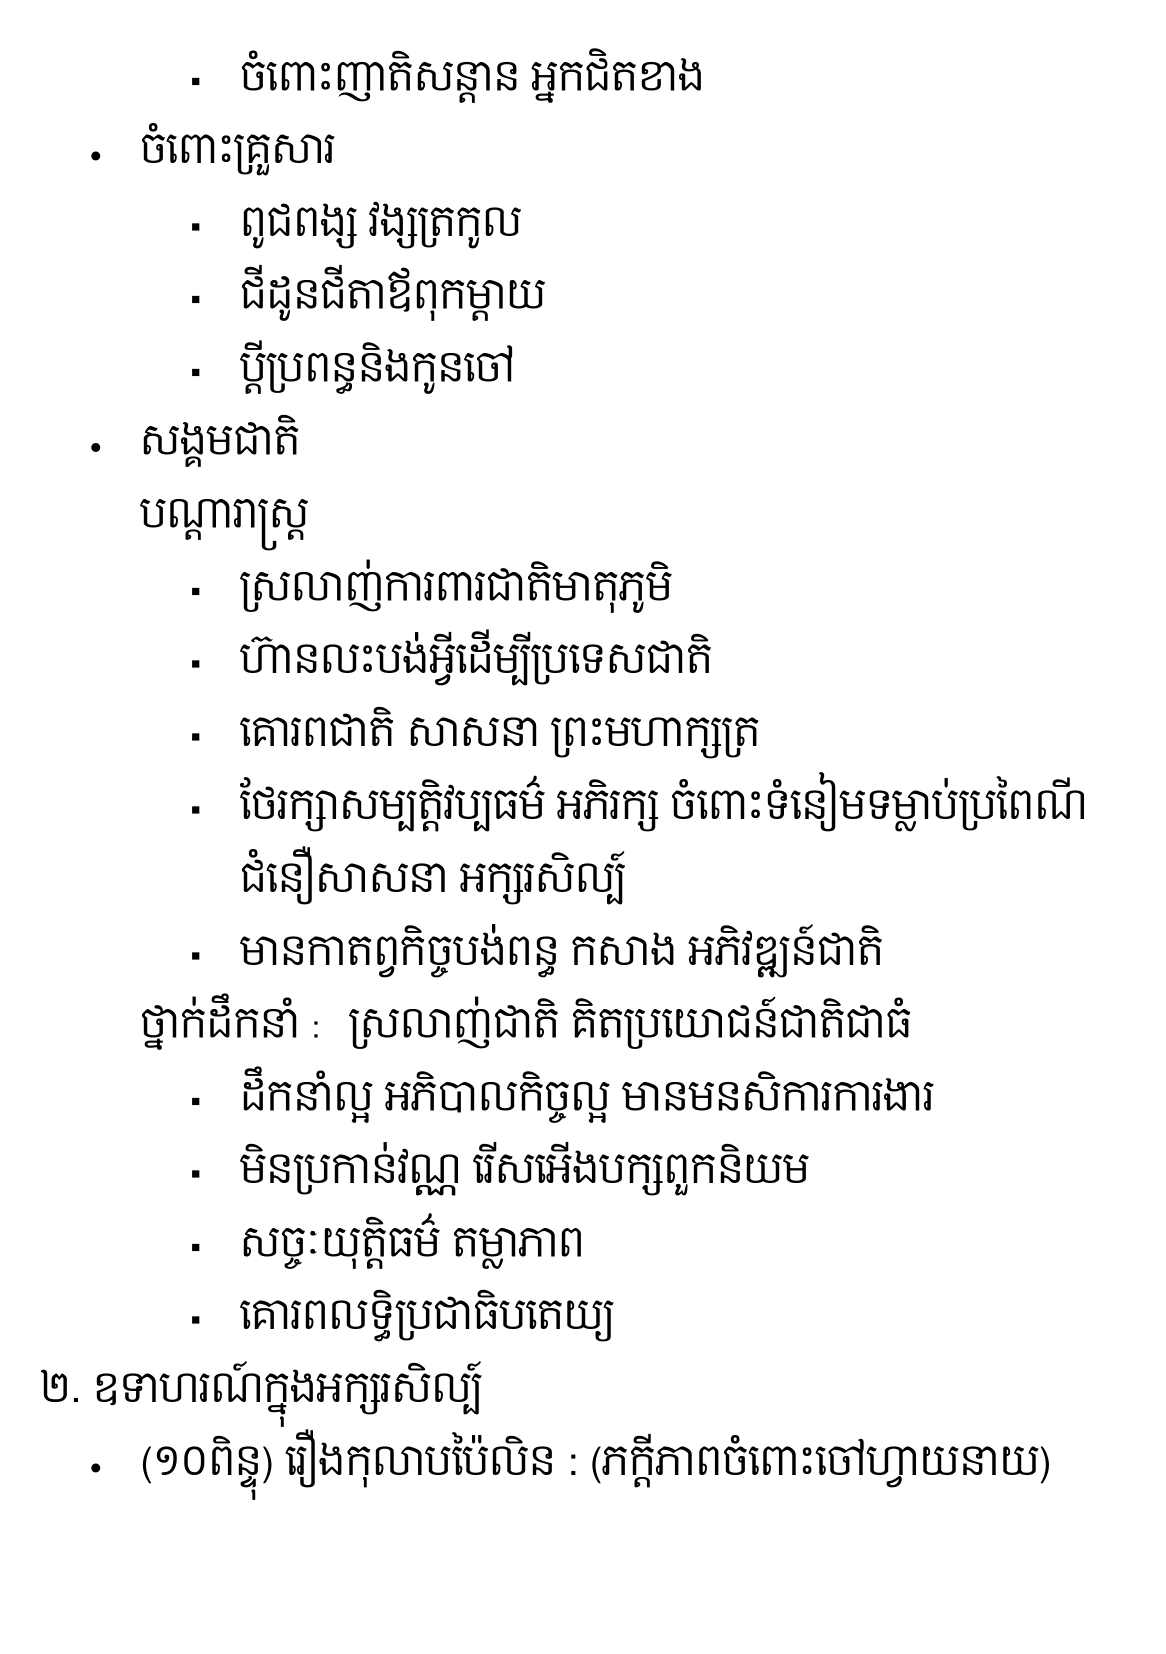 ▪ ចំពោះញាតិសន្តាន អ្នកជិតខាង
• ចំពោះគ្រួសារ
▪ ពូជពង្ស វង្សត្រកូល
▪ ជីដូនជីតាឪពុកម្តាយ
▪ ប្តីប្រពន្ធនិងកូនចៅ
• សង្គមជាតិ
បណ្តារាស្ត្រ
▪ ស្រលាញ់ការពារជាតិមាតុភូមិ
▪ ហ៊ានលះបង់អ្វីដើម្បីប្រទេសជាតិ
▪ គោរពជាតិ សាសនា ព្រះមហាក្សត្រ
▪ ថែរក្សាសម្បត្តិវប្បធម៌ អភិរក្ស ចំពោះទំនៀមទម្លាប់ប្រពៃណី
ជំនឿសាសនា អក្សរសិល្ប៍
▪ មានកាតព្វកិច្ចបង់ពន្ធ កសាង អភិវឌ្ឍន៍ជាតិ
ថ្នាក់ដឹកនាំ : ស្រលាញ់ជាតិ គិតប្រយោជន៍ជាតិជាធំ
▪ ដឹកនាំល្អ អភិបាលកិច្ចល្អ មានមនសិការការងារ
▪ មិនប្រកាន់វណ្ណ រើសអើងបក្សពួកនិយម
▪ សច្ចៈយុត្តិធម៌ តម្លាភាព
▪ គោរពលទ្ធិប្រជាធិបតេយ្យ
២. ឧទាហរណ៍ក្នុងអក្សរសិល្ប៍
• (១០ពិន្ទុ) រឿងកុលាបប៉ៃលិន : (ភក្តីភាពចំពោះចៅហ្វាយនាយ)